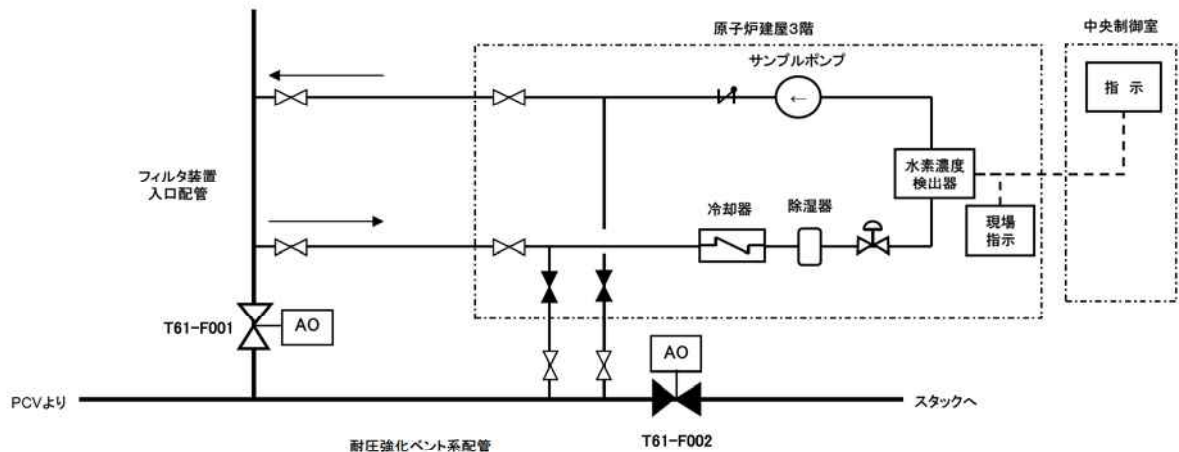 原子炉建屋3階
中央制御室
サンプルポンプ
←
指 示
フィルタ装置
入口配管
水素濃度
検出器
冷却器
除湿器
現場
指示
T61-F001
AO
AO
PCVより
スタックへ
T61-F002
耐圧強化ベント系配管